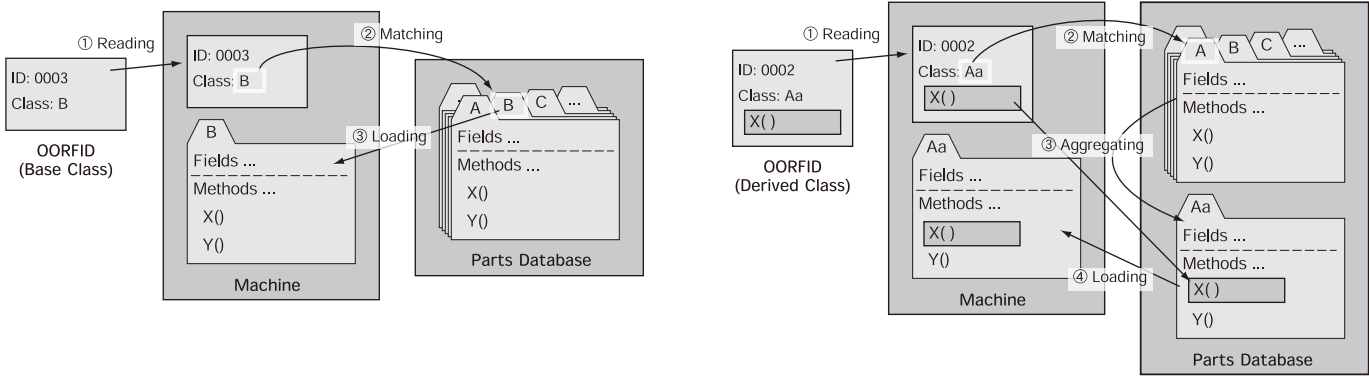 ① Reading
ID: 0003
Class: B
OORFID
(Base Class)
ID: 0003
Class: B
② Matching
③ Loading
B
Fields ...
Methods ...
X()
Y()
Machine
... A B C ...
Fields ...
Methods ...
X()
Y()
Parts Database
① Reading
ID: 0002
Class: Aa
X( )
OORFID
(Derived Class)
ID: 0002
Class: Aa
X( )
② Matching
③ Aggregating
④ Loading
Aa
Fields ...
Methods ...
X( )
Y()
Machine
A B C ...
Fields ...
Methods ...
X()
Y()
Aa
Fields ...
Methods ...
X( )
Y()
Parts Database